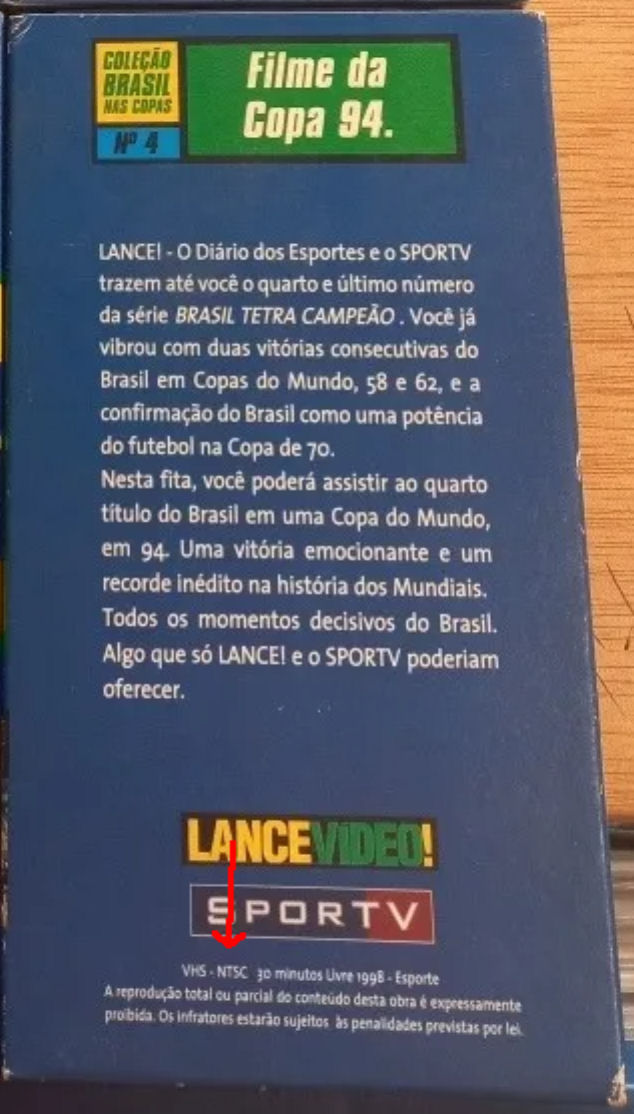 COLEÇÃO
BRASIL
NAS COPAS
Nº 4
Filme da
Copa 94.
LANCE! - O Diário dos Esportes e o SPORTV
trazem até você o quarto e último número
da série BRASIL TETRA CAMPEÃO . Você já
vibrou com duas vitórias consecutivas do
Brasil em Copas do Mundo, 58 e 62, e a
confirmação do Brasil como uma potência
do futebol na Copa de 70.
Nesta fita, você poderá assistir ao quarto
título do Brasil em uma Copa do Mundo,
em 94. Uma vitória emocionante e um
recorde inédito na história dos Mundiais.
Todos os momentos decisivos do Brasil.
Algo que só LANCE! e o SPORTV poderiam
oferecer.
LANCEVIDEO!
SPORTV
VHS - NTSC 30 minutos Livre 1998 - Esporte
A reprodução total ou parcial do conteúdo desta obra é expressamente
proibida. Os infratores estarão sujeitos às penalidades previstas por lei.